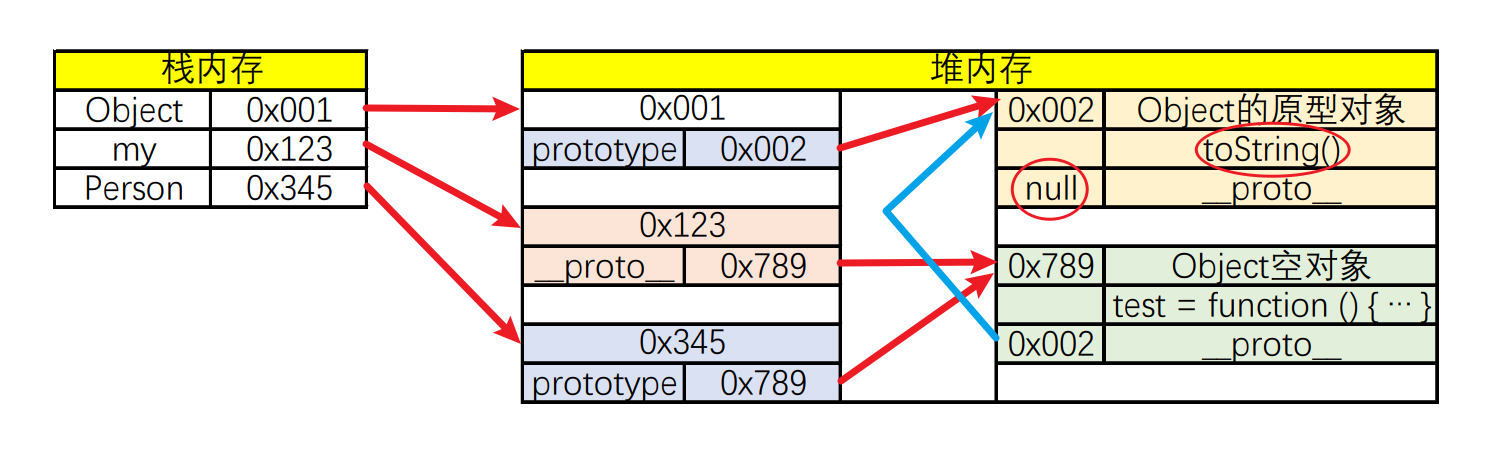 栈内存
Object 0x001
my 0x123
Person 0x345
堆内存
0x001
prototype 0x002
0x123
__proto__ 0x789
0x345
prototype 0x789
0x002 Object的原型对象
toString()
null __proto__
0x789 Object空对象
test = function () { … }
0x002 __proto__